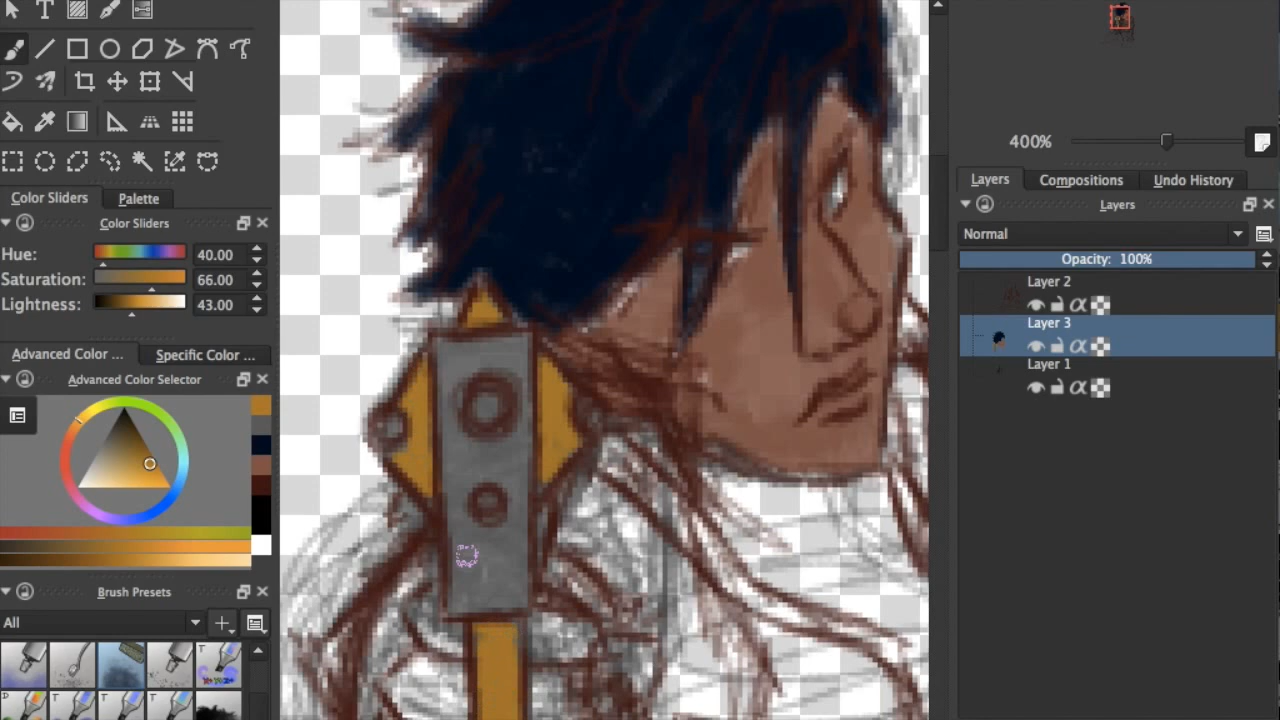 400%
Color Sliders
Palette
Color Sliders
Hue: 40.00
Saturation: 66.00
Lightness: 43.00
Advanced Color ...
Specific Color ...
Advanced Color Selector
Brush Presets
All
Layers
Compositions
Undo History
Layers
Normal
Opacity: 100%
Layer 2
Layer 3
Layer 1